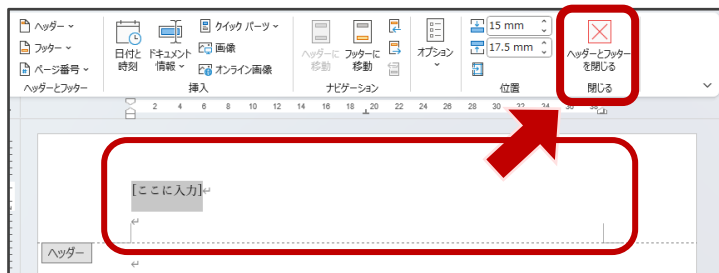 ヘッダー
フッター
ページ番号
ヘッダーとフッター
日付と時刻
ドキュメント情報
クイック パーツ
画像
オンライン画像
挿入
ヘッダーに移動
フッターに移動
ナビゲーション
オプション
15 mm
17.5 mm
位置
ヘッダーとフッターを閉じる
閉じる
2 4 6 8 10 12 14 16 18 20 22 24 26 28 30 32 34 36 38
[ここに入力]
ヘッダー